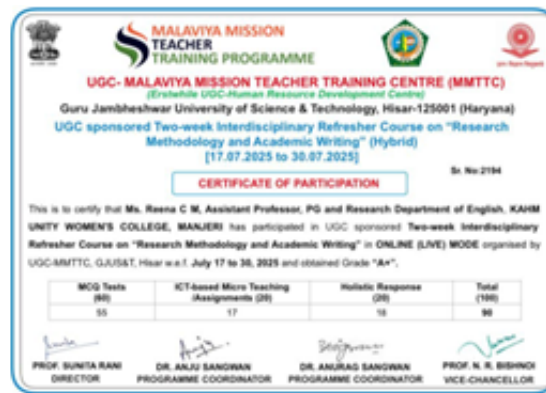 MALAVIYA MISSION
TEACHER
TRAINING PROGRAMME
UGC- MALAVIYA MISSION TEACHER TRAINING CENTRE (MMTTC)
(Erstwhile UGC-Human Resource Development Centre)
Guru Jambheshwar University of Science & Technology, Hisar-125001 (Haryana)
UGC sponsored Two-week Interdisciplinary Refresher Course on "Research
Methodology and Academic Writing" (Hybrid)
[17.07.2025 to 30.07.2025]
Sr. No:2194
CERTIFICATE OF PARTICIPATION
This is to certify that Ms. Reena C M, Assistant Professor, PG and Research Department of English, KAHM
UNITY WOMEN'S COLLEGE, MANJERI has participated in UGC sponsored Two-week Interdisciplinary
Refresher Course on "Research Methodology and Academic Writing" in ONLINE (LIVE) MODE organised by
UGC-MMTTC, GJUS&T, Hisar w.e.f. July 17 to 30, 2025 and obtained Grade "A+".
MCQ Tests (60) ICT-based Micro Teaching /Assignments (20) Holistic Response (20) Total (100)
55 17 18 90
PROF. SUNITA RANI DR. ANJU SANGWAN DR. ANURAG SANGWAN PROF. N. R. BISHNOI
DIRECTOR PROGRAMME COORDINATOR PROGRAMME COORDINATOR VICE-CHANCELLOR